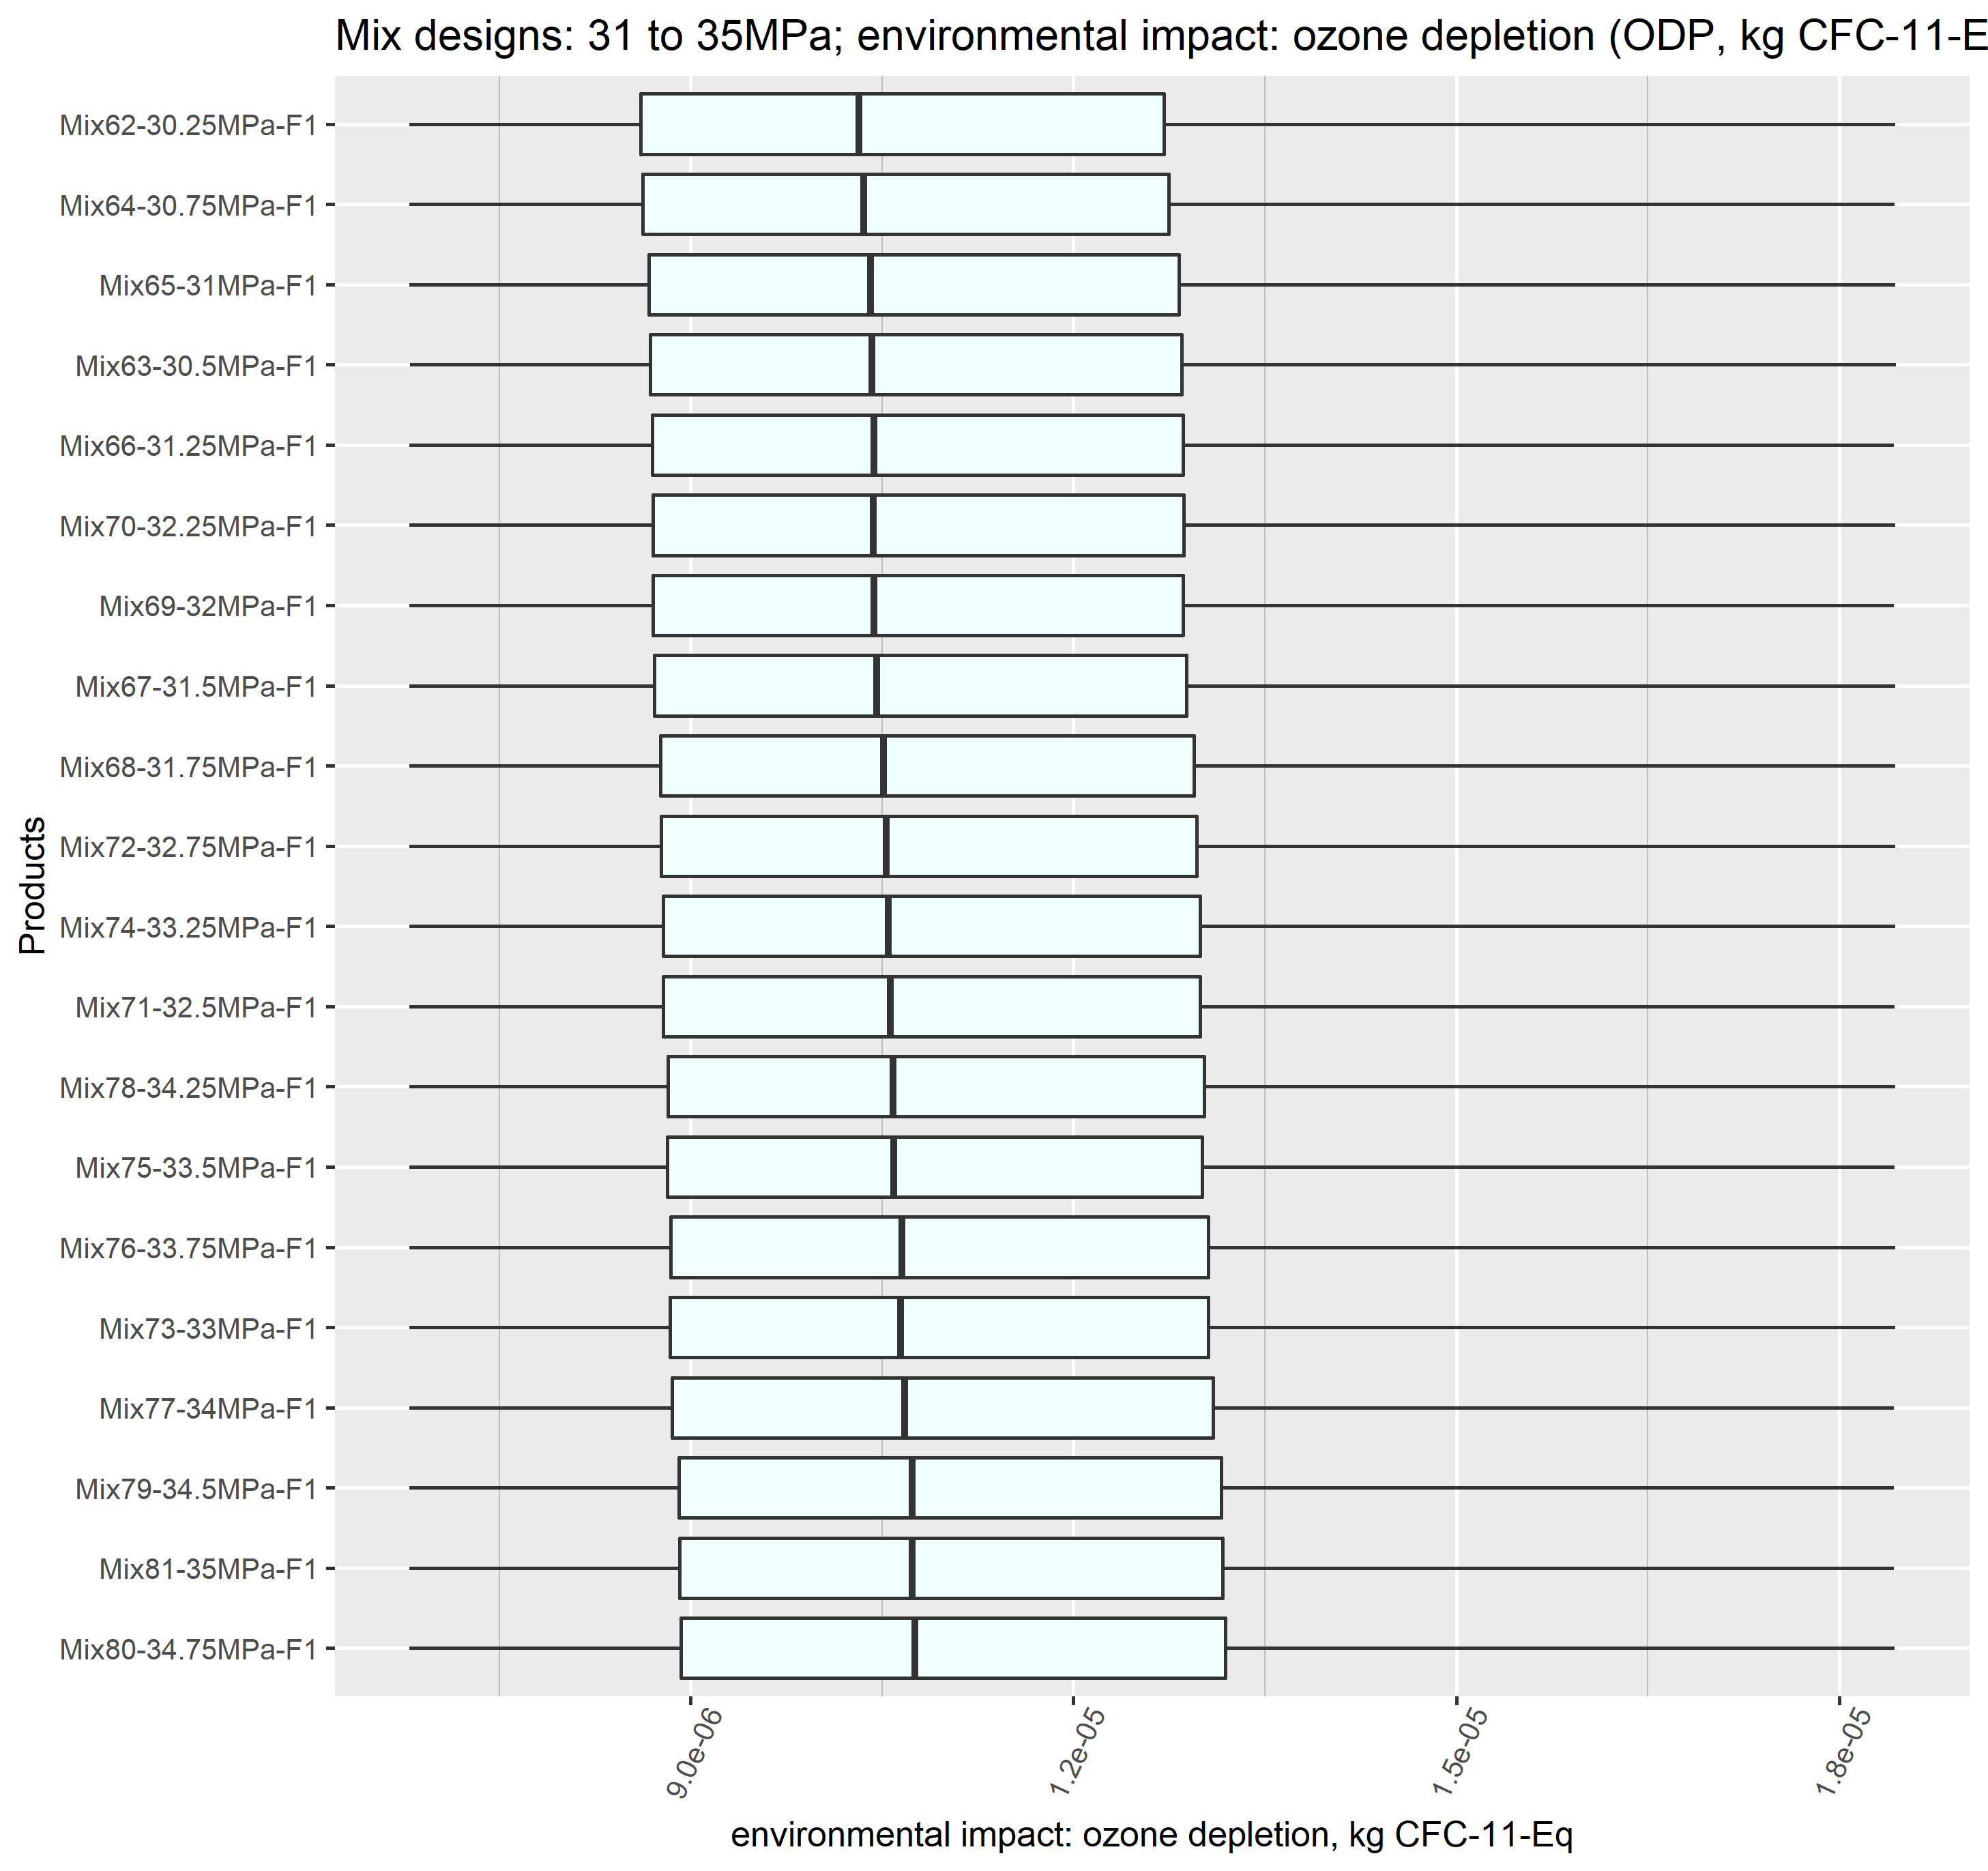 Mix designs: 31 to 35MPa; environmental impact: ozone depletion (ODP, kg CFC-11-E
Mix62-30.25MPa-F1
Mix64-30.75MPa-F1
Mix65-31MPa-F1
Mix63-30.5MPa-F1
Mix66-31.25MPa-F1
Mix70-32.25MPa-F1
Mix69-32MPa-F1
Mix67-31.5MPa-F1
Mix68-31.75MPa-F1
Mix72-32.75MPa-F1
Mix74-33.25MPa-F1
Mix71-32.5MPa-F1
Mix78-34.25MPa-F1
Mix75-33.5MPa-F1
Mix76-33.75MPa-F1
Mix73-33MPa-F1
Mix77-34MPa-F1
Mix79-34.5MPa-F1
Mix81-35MPa-F1
Mix80-34.75MPa-F1
Products
9.0e-06
1.2e-05
1.5e-05
1.8e-05
environmental impact: ozone depletion, kg CFC-11-Eq